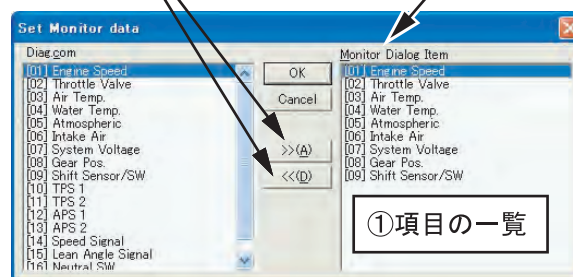 Set Monitor data
Diag.com
[01] Engine Speed
[02] Throttle Valve
[03] Air Temp.
[04] Water Temp.
[05] Atmospheric
[06] Intake Air
[07] System Voltage
[08] Gear Pos.
[09] Shift Sensor/SW
[10] TPS 1
[11] TPS 2
[12] APS 1
[13] APS 2
[14] Speed Signal
[15] Lean Angle Signal
[16] Neutral SW
OK
Cancel
>>(A)
<<(D)
Monitor Dialog Item
[01] Engine Speed
[02] Throttle Valve
[03] Air Temp.
[04] Water Temp.
[05] Atmospheric
[06] Intake Air
[07] System Voltage
[08] Gear Pos.
[09] Shift Sensor/SW
①項目の一覧